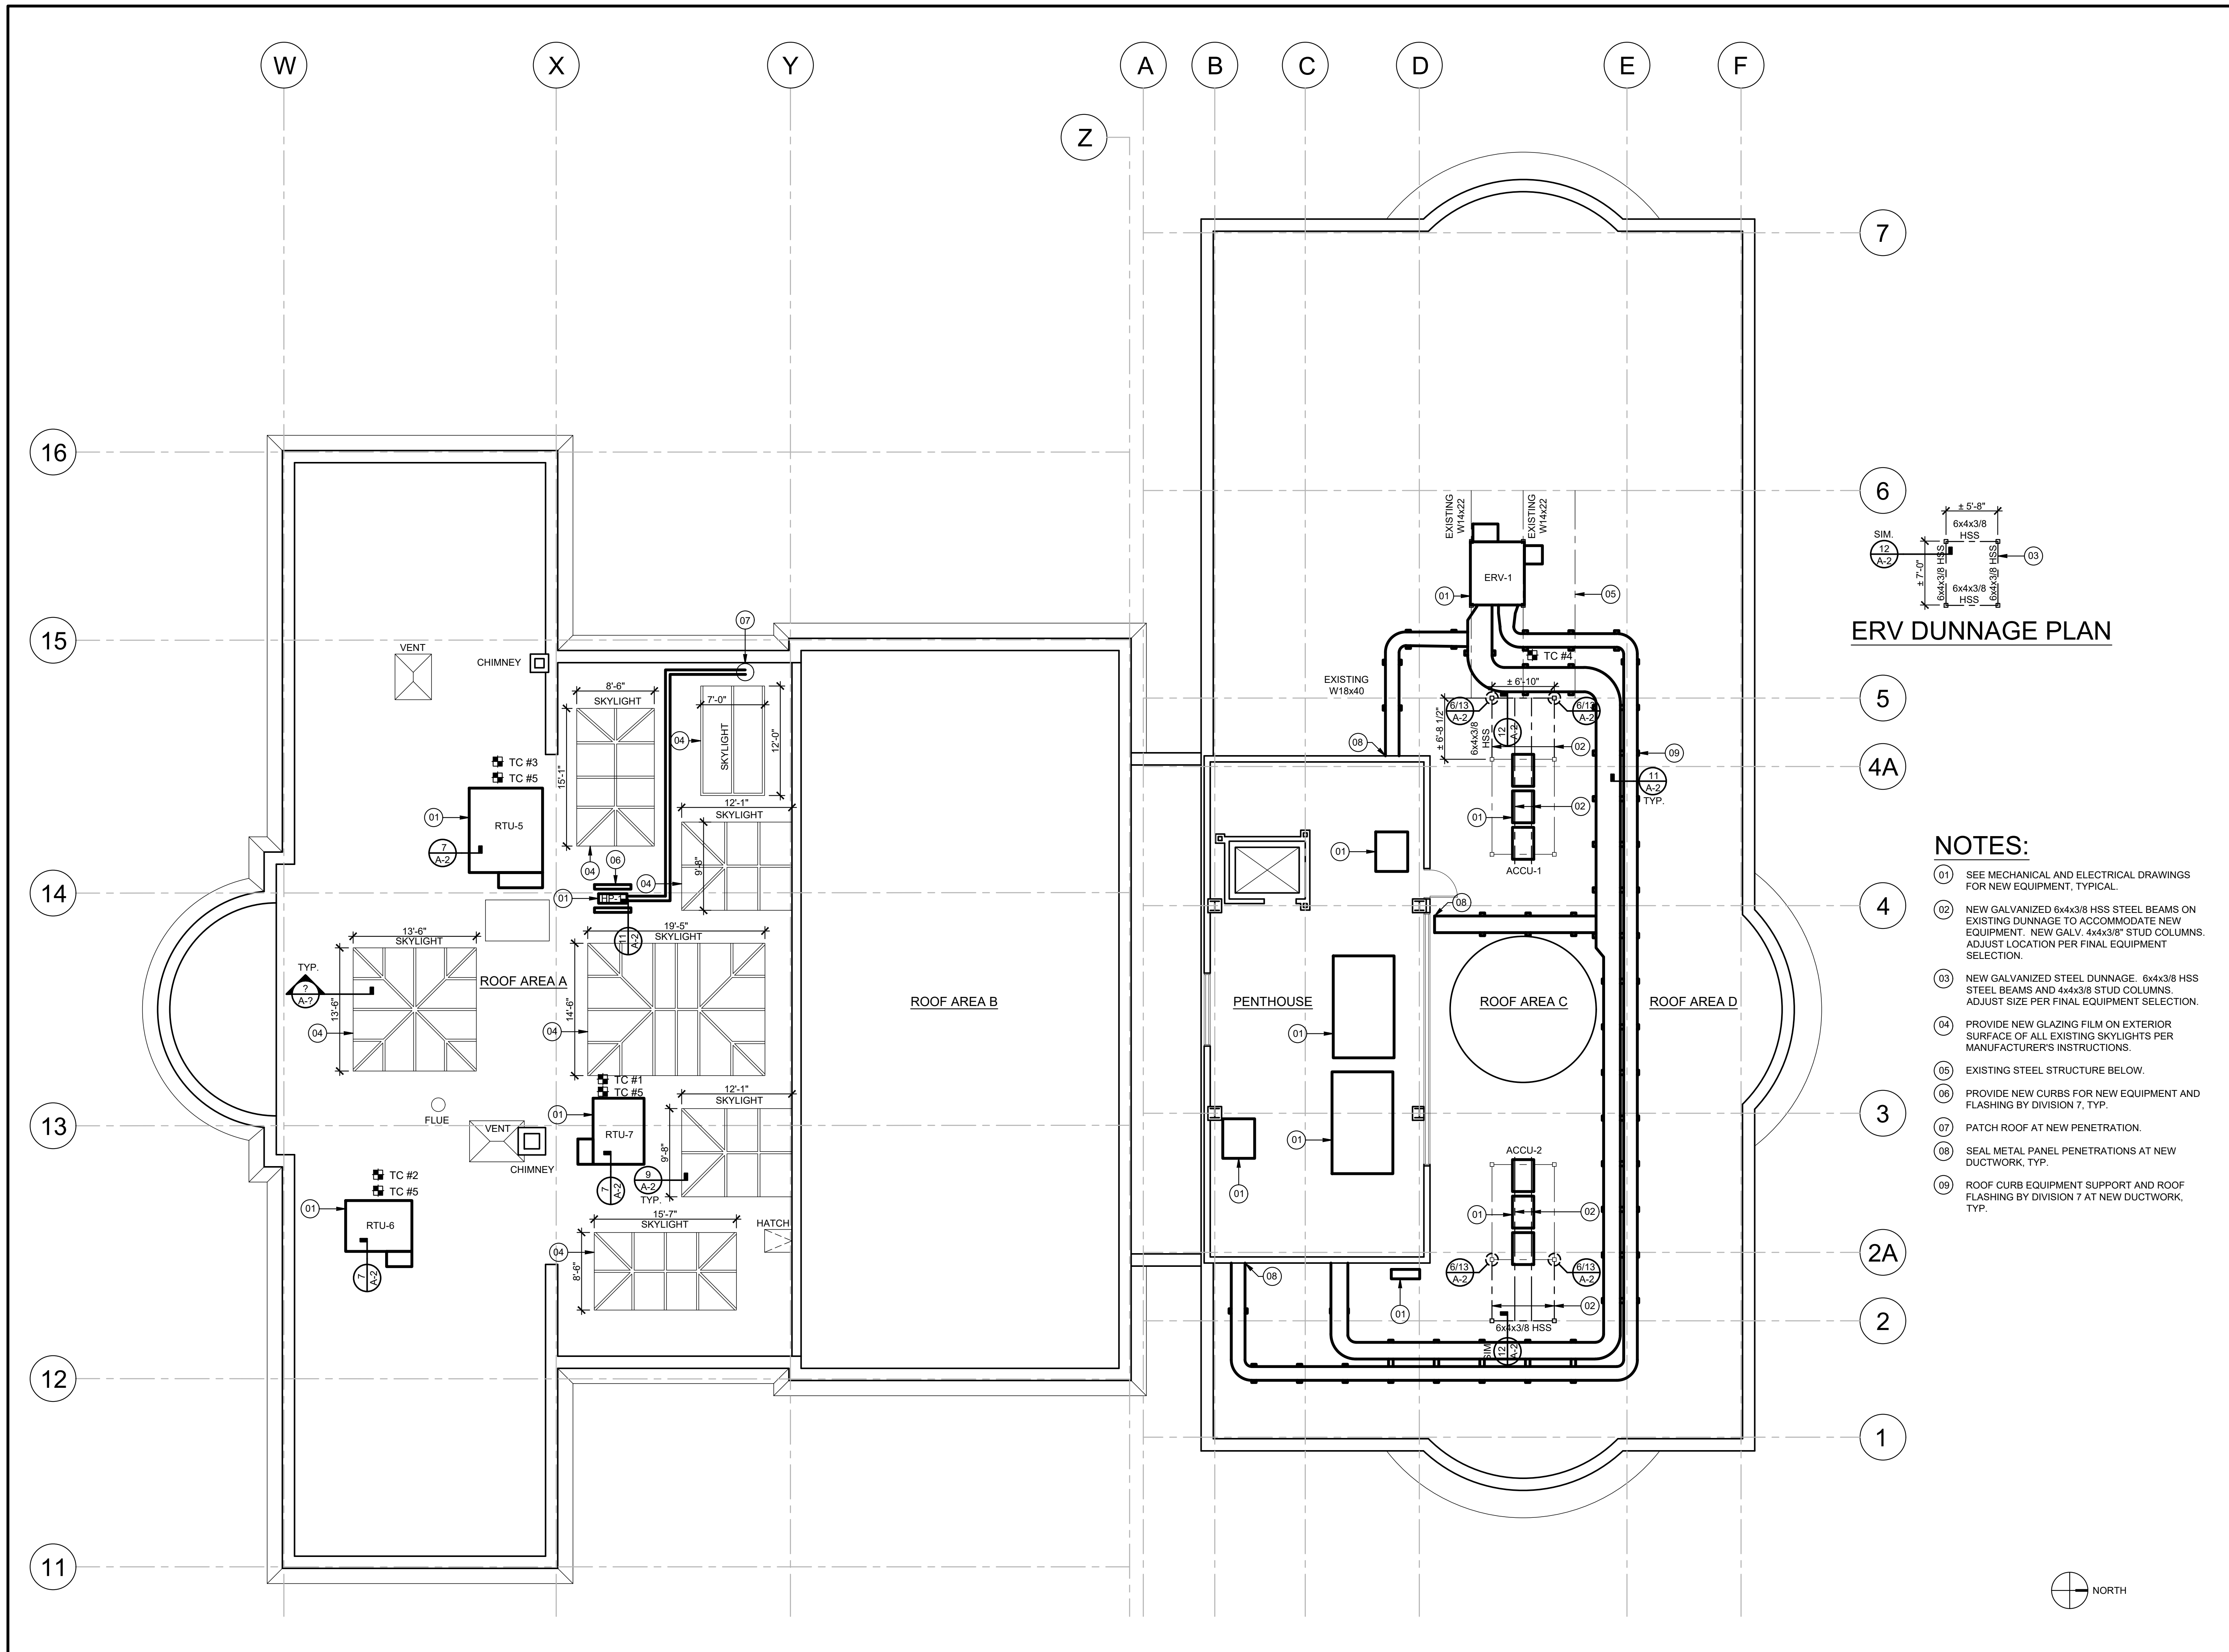 W
X
Y
Z
A
B
C
D
E
F
16
15
14
13
12
11
7
6
5
4A
4
3
2A
2
1
VENT
CHIMNEY
TC #3
TC #5
01
RTU-5
7
A-2
8'-6"
SKYLIGHT
15'-1"
04
07
7'-0"
SKYLIGHT
12'-0"
04
12'-1"
SKYLIGHT
9'-8"
04
06
01
HP-1
11
A-2
13'-6"
SKYLIGHT
13'-6"
TYP.
?
A-?
04
ROOF AREA A
19'-5"
SKYLIGHT
14'-6"
04
TC #1
TC #5
01
RTU-7
7
A-2
FLUE
VENT
CHIMNEY
12'-1"
SKYLIGHT
9'-8"
9
A-2
TYP.
TC #2
TC #5
01
RTU-6
7
A-2
15'-7"
SKYLIGHT
8'-6"
04
HATCH
ROOF AREA B
PENTHOUSE
ROOF AREA C
ROOF AREA D
EXISTING
W14x22
EXISTING
W14x22
ERV-1
01
05
TC #4
EXISTING
W18x40
± 6'-10"
± 6'-8 1/2"
6x4x3/8
HSS
6/13
A-2
6/13
A-2
12
A-2
02
08
09
11
A-2
TYP.
02
01
ACCU-1
01
08
01
01
01
ACCU-2
01
02
6/13
A-2
6/13
A-2
02
6x4x3/8 HSS
SIM.
12
A-2
08
01
± 5'-8"
6x4x3/8
HSS
SIM.
12
A-2
± 7'-0"
6x4x3/8 HSS
6x4x3/8 HSS
6x4x3/8
HSS
03
ERV DUNNAGE PLAN
NOTES:
01 SEE MECHANICAL AND ELECTRICAL DRAWINGS
FOR NEW EQUIPMENT, TYPICAL.
02 NEW GALVANIZED 6x4x3/8 HSS STEEL BEAMS ON
EXISTING DUNNAGE TO ACCOMMODATE NEW
EQUIPMENT. NEW GALV. 4x4x3/8" STUD COLUMNS.
ADJUST LOCATION PER FINAL EQUIPMENT
SELECTION.
03 NEW GALVANIZED STEEL DUNNAGE. 6x4x3/8 HSS
STEEL BEAMS AND 4x4x3/8 STUD COLUMNS.
ADJUST SIZE PER FINAL EQUIPMENT SELECTION.
04 PROVIDE NEW GLAZING FILM ON EXTERIOR
SURFACE OF ALL EXISTING SKYLIGHTS PER
MANUFACTURER'S INSTRUCTIONS.
05 EXISTING STEEL STRUCTURE BELOW.
06 PROVIDE NEW CURBS FOR NEW EQUIPMENT AND
FLASHING BY DIVISION 7, TYP.
07 PATCH ROOF AT NEW PENETRATION.
08 SEAL METAL PANEL PENETRATIONS AT NEW
DUCTWORK, TYP.
09 ROOF CURB EQUIPMENT SUPPORT AND ROOF
FLASHING BY DIVISION 7 AT NEW DUCTWORK,
TYP.
NORTH